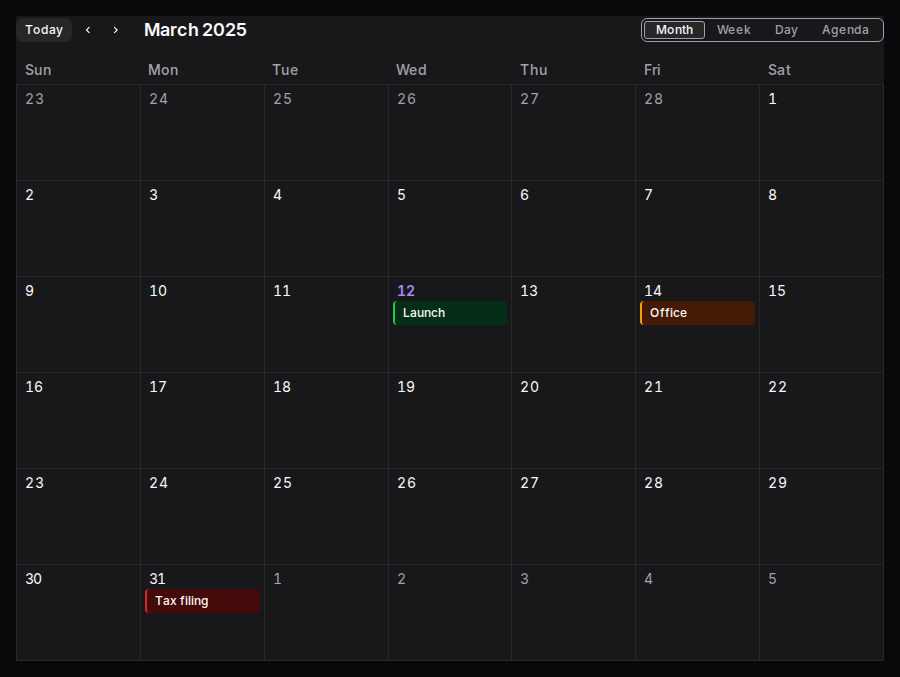 Today ‹ › March 2025 Month Week Day Agenda
Sun Mon Tue Wed Thu Fri Sat
23 24 25 26 27 28 1
2 3 4 5 6 7 8
9 10 11 12 13 14 15
Launch Office
16 17 18 19 20 21 22
23 24 25 26 27 28 29
30 31 1 2 3 4 5
Tax filing